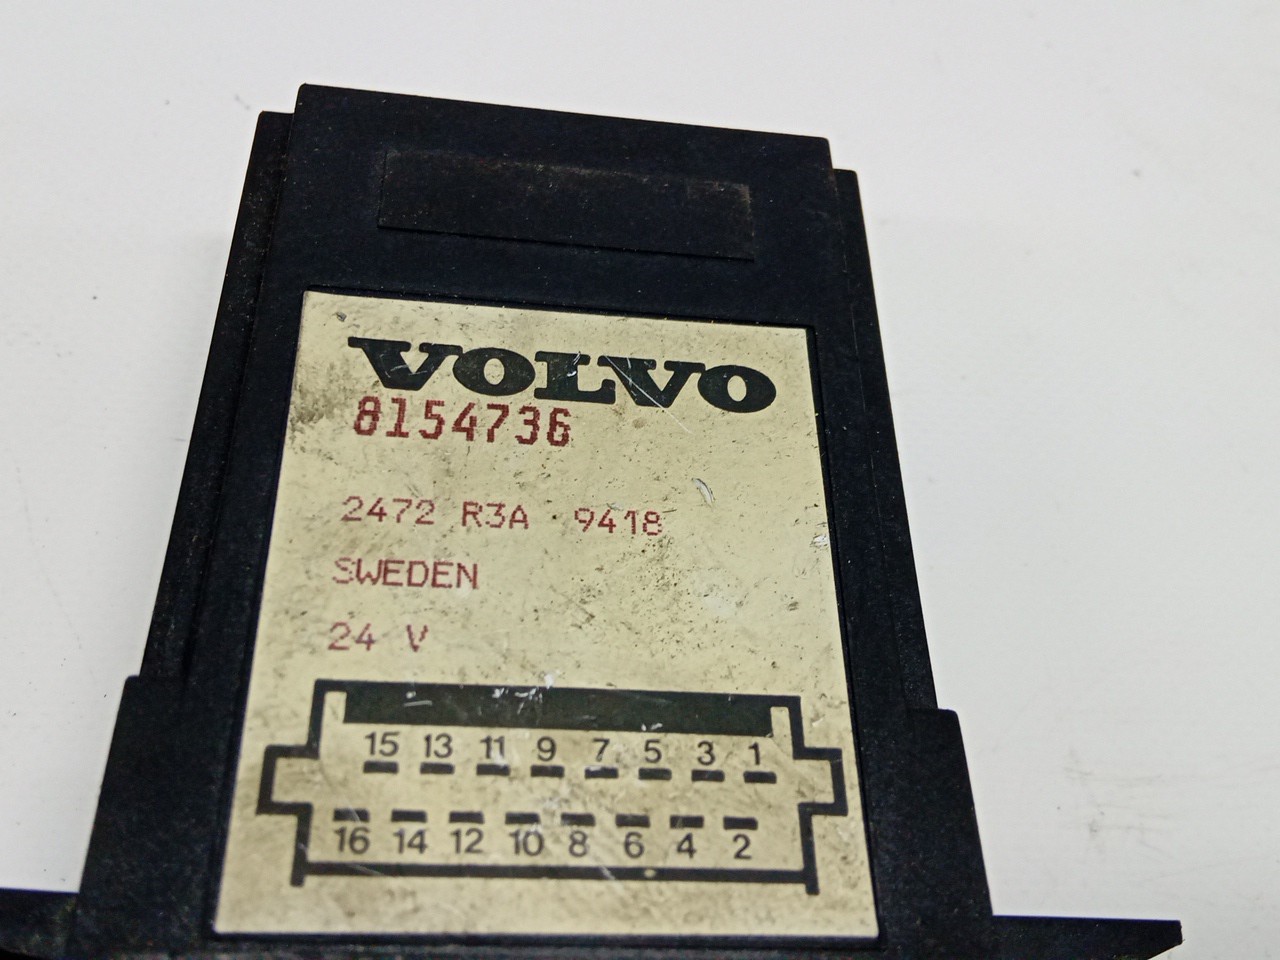 VOLVO
8154736
2472 R3A 9418
SWEDEN
24 V
15 13 11 9 7 5 3 1
16 14 12 10 8 6 4 2